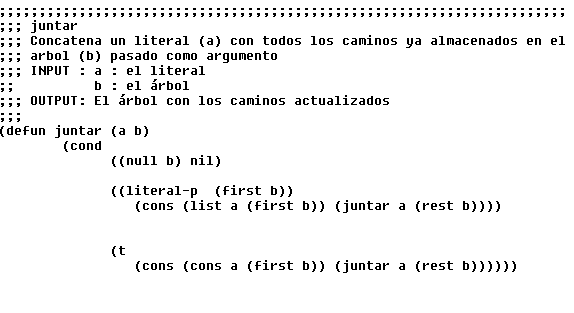 ;;;;;;;;;;;;;;;;;;;;;;;;;;;;;;;;;;;;;;;;;;;;;;;;;;;;;;;;;;;;;;;;;;;;;;;
;;; juntar
;;; Concatena un literal (a) con todos los caminos ya almacenados en el
;;; arbol (b) pasado como argumento
;;; INPUT : a : el literal
;;          b : el árbol
;;; OUTPUT: El árbol con los caminos actualizados
;;;
(defun juntar (a b)
        (cond
              ((null b) nil)
              ((literal-p  (first b))
                 (cons (list a (first b)) (juntar a (rest b))))
              (t
                 (cons (cons a (first b)) (juntar a (rest b))))))